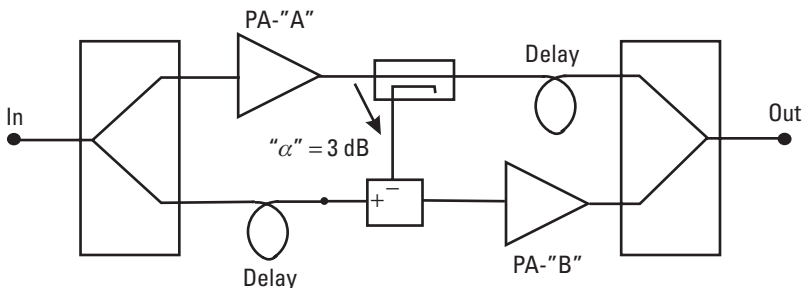 PA-"A"
Delay
In
Out
"α" = 3 dB
+ −
PA-"B"
Delay